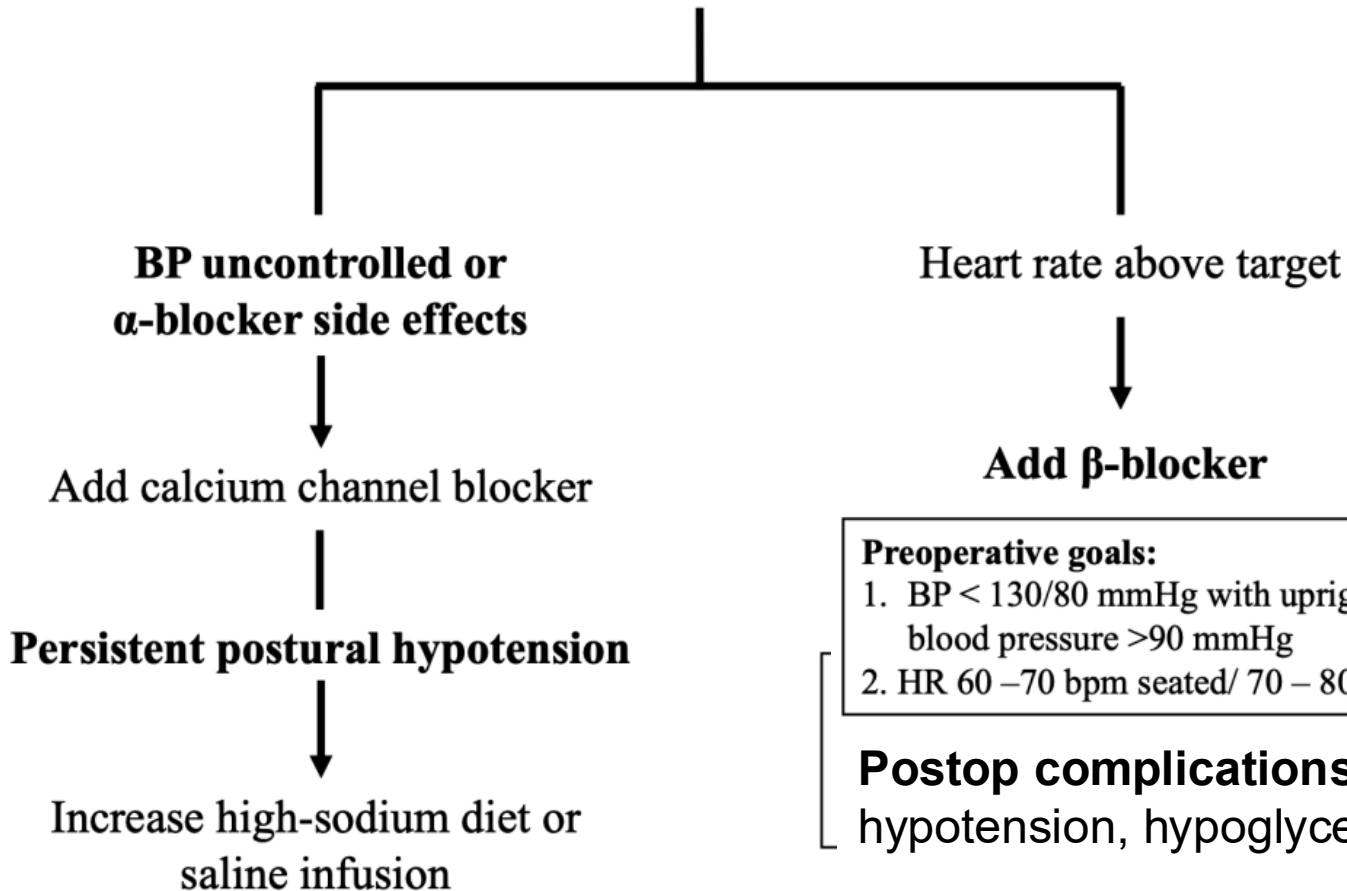 BP uncontrolled or
α-blocker side effects
Add calcium channel blocker
Persistent postural hypotension
Increase high-sodium diet or
saline infusion
Heart rate above target
Add β-blocker
Preoperative goals:
1. BP < 130/80 mmHg with
blood pressure >90 mmHg
2. HR 60 –70 bpm seated/ 70 – 80
Postop complications
hypotension,